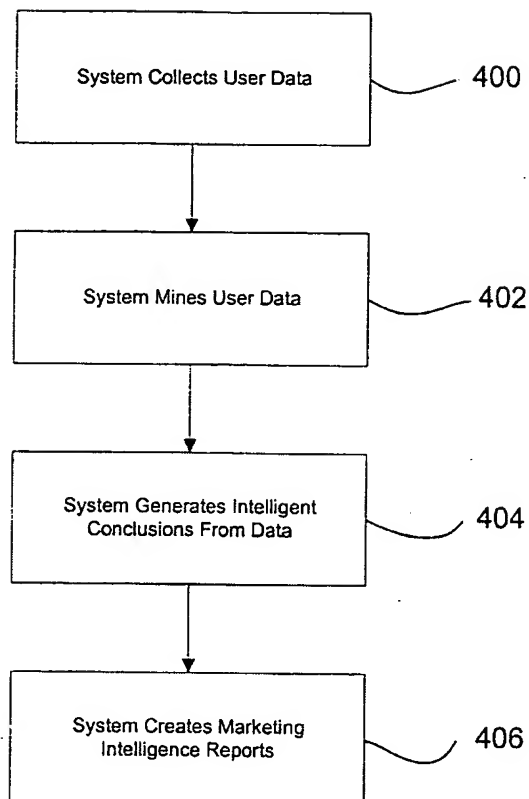 System Collects User Data
400
System Mines User Data
402
System Generates Intelligent
Conclusions From Data
404
System Creates Marketing
Intelligence Reports
406